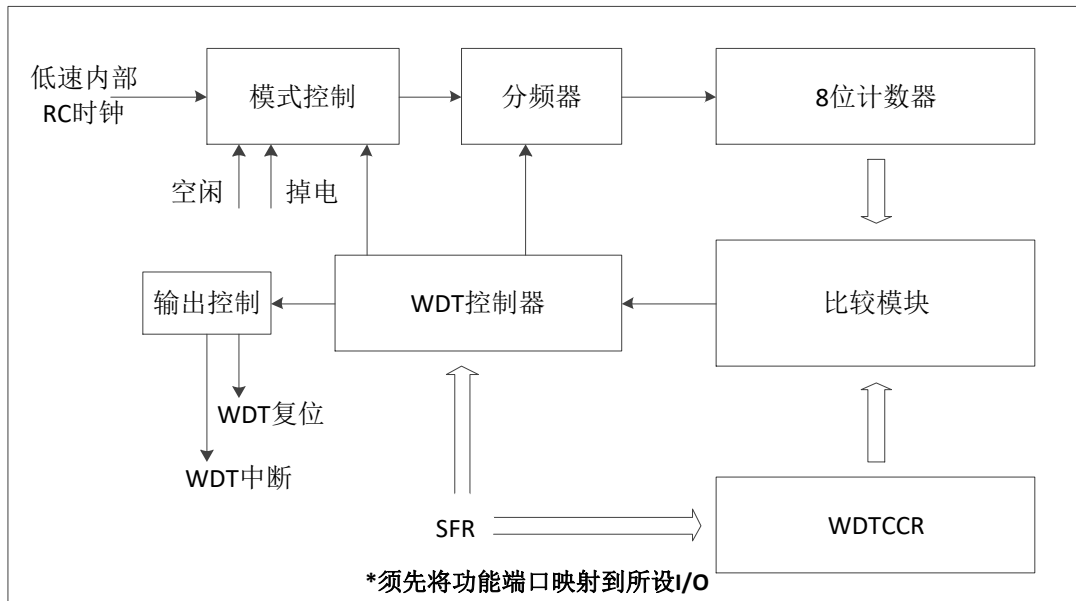 低速内部
RC时钟
模式控制
分频器
8位计数器
空闲
掉电
输出控制
WDT控制器
比较模块
WDT复位
WDT中断
SFR
WDTCCR
*须先将功能端口映射到所设I/O